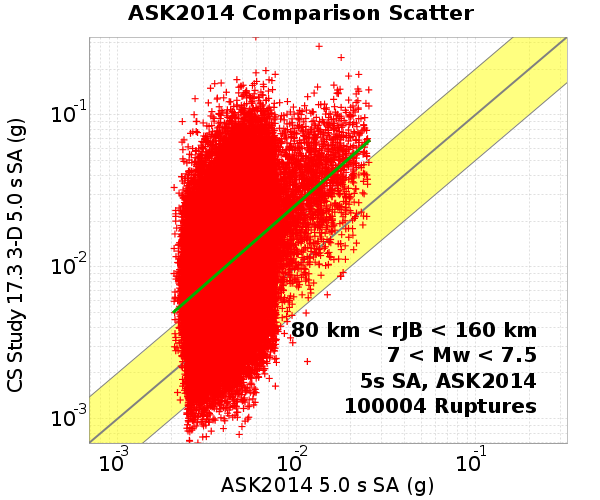 ASK2014 Comparison Scatter
CS Study 17.3 3-D 5.0 s SA (g)
10-1
10-2
10-3
80 km < rJB < 160 km
7 < Mw < 7.5
5s SA, ASK2014
100004 Ruptures
10-3 10-2 10-1
ASK2014 5.0 s SA (g)